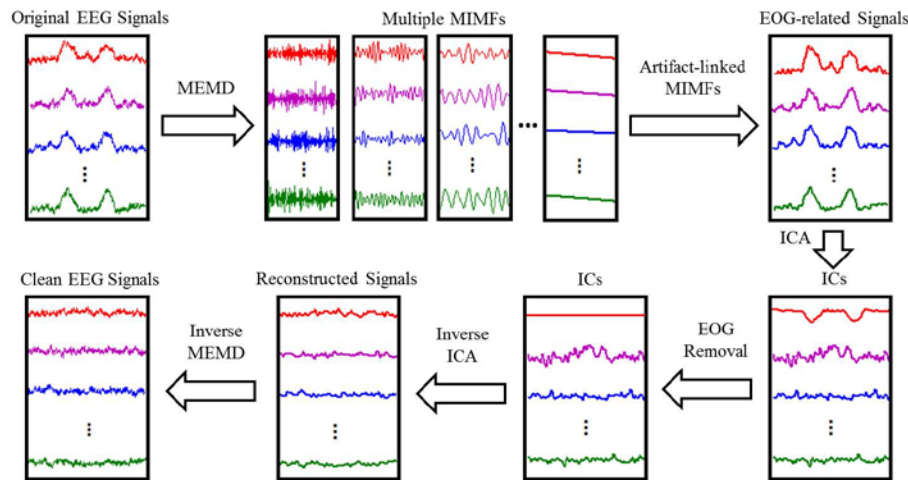 Original EEG Signals
Multiple MIMFs
EOG-related Signals
MEMD
Artifact-linked
MIMFs
ICA
Clean EEG Signals
Reconstructed Signals
ICs
ICs
Inverse
MEMD
Inverse
ICA
EOG
Removal